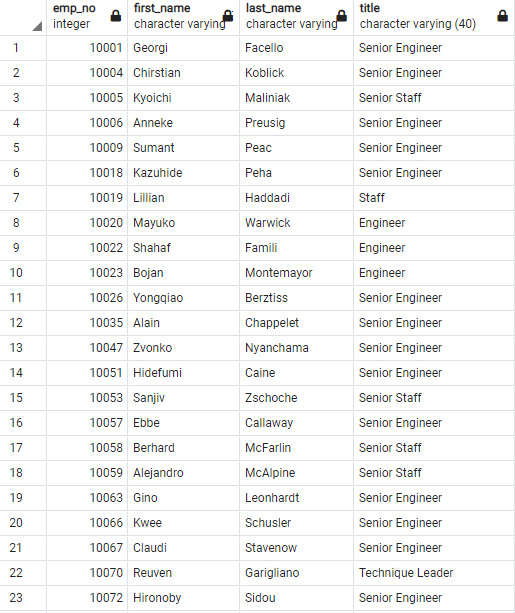 emp_no first_name last_name title
integer character varying character varying character varying (40)
1 10001 Georgi Facello Senior Engineer
2 10004 Chirstian Koblick Senior Engineer
3 10005 Kyoichi Maliniak Senior Staff
4 10006 Anneke Preusig Senior Engineer
5 10009 Sumant Peac Senior Engineer
6 10018 Kazuhide Peha Senior Engineer
7 10019 Lillian Haddadi Staff
8 10020 Mayuko Warwick Engineer
9 10022 Shahaf Famili Engineer
10 10023 Bojan Montemayor Engineer
11 10026 Yongqiao Berztiss Senior Engineer
12 10035 Alain Chappelet Senior Engineer
13 10047 Zvonko Nyanchama Senior Engineer
14 10051 Hidefumi Caine Senior Engineer
15 10053 Sanjiv Zschoche Senior Staff
16 10057 Ebbe Callaway Senior Engineer
17 10058 Berhard McFarlin Senior Staff
18 10059 Alejandro McAlpine Senior Staff
19 10063 Gino Leonhardt Senior Engineer
20 10066 Kwee Schusler Senior Engineer
21 10067 Claudi Stavenow Senior Engineer
22 10070 Reuven Garigliano Technique Leader
23 10072 Hironoby Sidou Senior Engineer